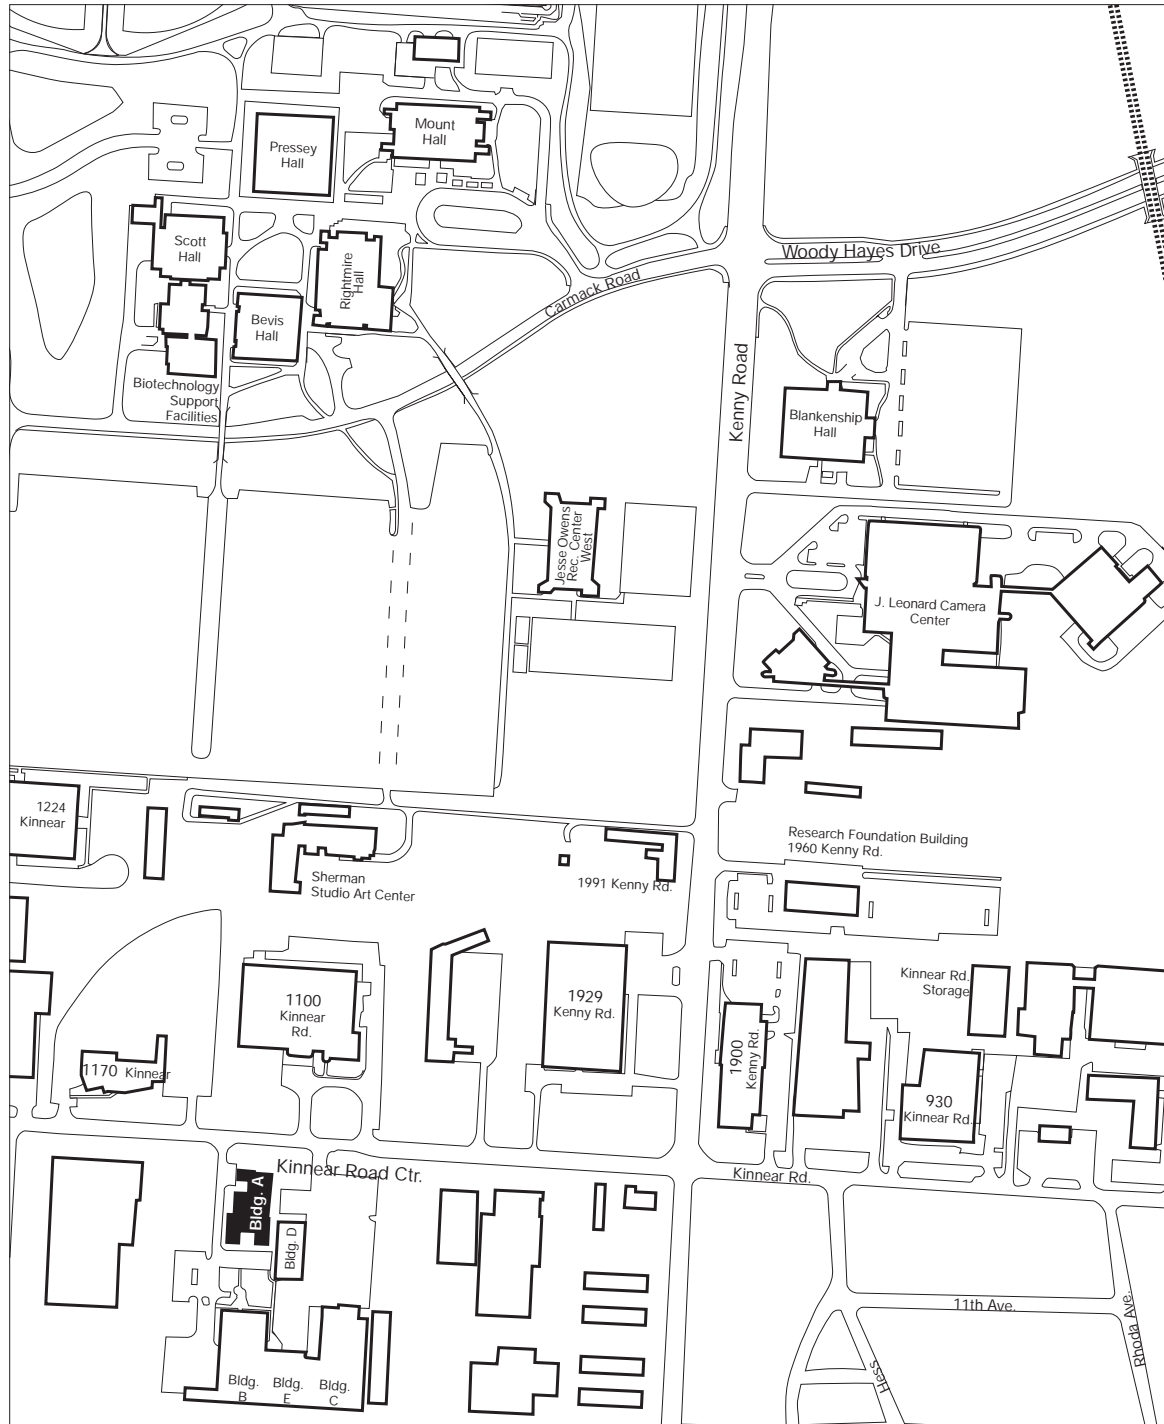 Mount
Hall
Pressey
Hall
Scott
Hall
Woody Hayes Drive
Rightmire
Hall
Carmack Road
Bevis
Hall
Kenny Road
Biotechnology
Support
Facilities
Blankenship
Hall
Jesse Owens
Rec. Center
West
J. Leonard Camera
Center
1224
Kinnear
Research Foundation Building
1960 Kenny Rd.
Sherman
Studio Art Center
1991 Kenny Rd.
Kinnear Rd.
Storage
1100
Kinnear
Rd.
1929
Kenny Rd.
1900
Kenny Rd.
1170 Kinnear
930
Kinnear Rd.
Kinnear Road Ctr.
Kinnear Rd.
Bldg. A
Bldg. D
11th Ave.
Rhoda Ave.
Hess
Bldg.
B
Bldg.
E
Bldg.
C